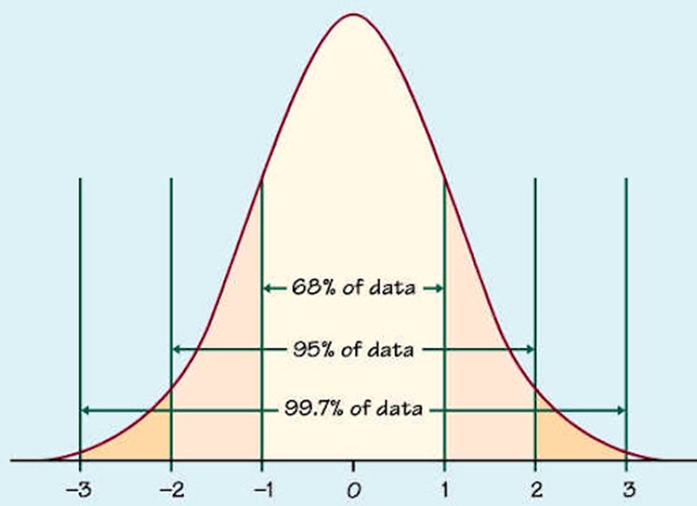 68% of data
95% of data
99.7% of data
-3 -2 -1 0 1 2 3